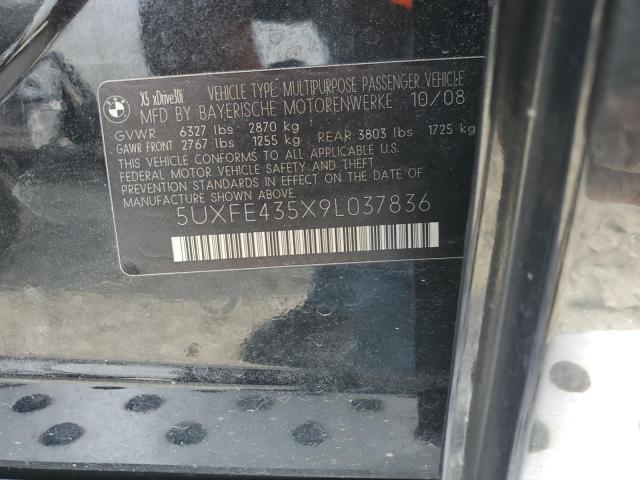 BMW
X5 xDrive30i VEHICLE TYPE: MULTIPURPOSE PASSENGER VEHICLE
MFD BY BAYERISCHE MOTORENWERKE 10/08
GVWR 6327 lbs 2870 kg
GAWR FRONT 2767 lbs 1255 kg REAR 3803 lbs 1725 kg
THIS VEHICLE CONFORMS TO ALL APPLICABLE U.S.
FEDERAL MOTOR VEHICLE SAFETY AND THEFT
PREVENTION STANDARDS IN EFFECT ON THE DATE OF
MANUFACTURE SHOWN ABOVE.
5UXFE435X9L037836